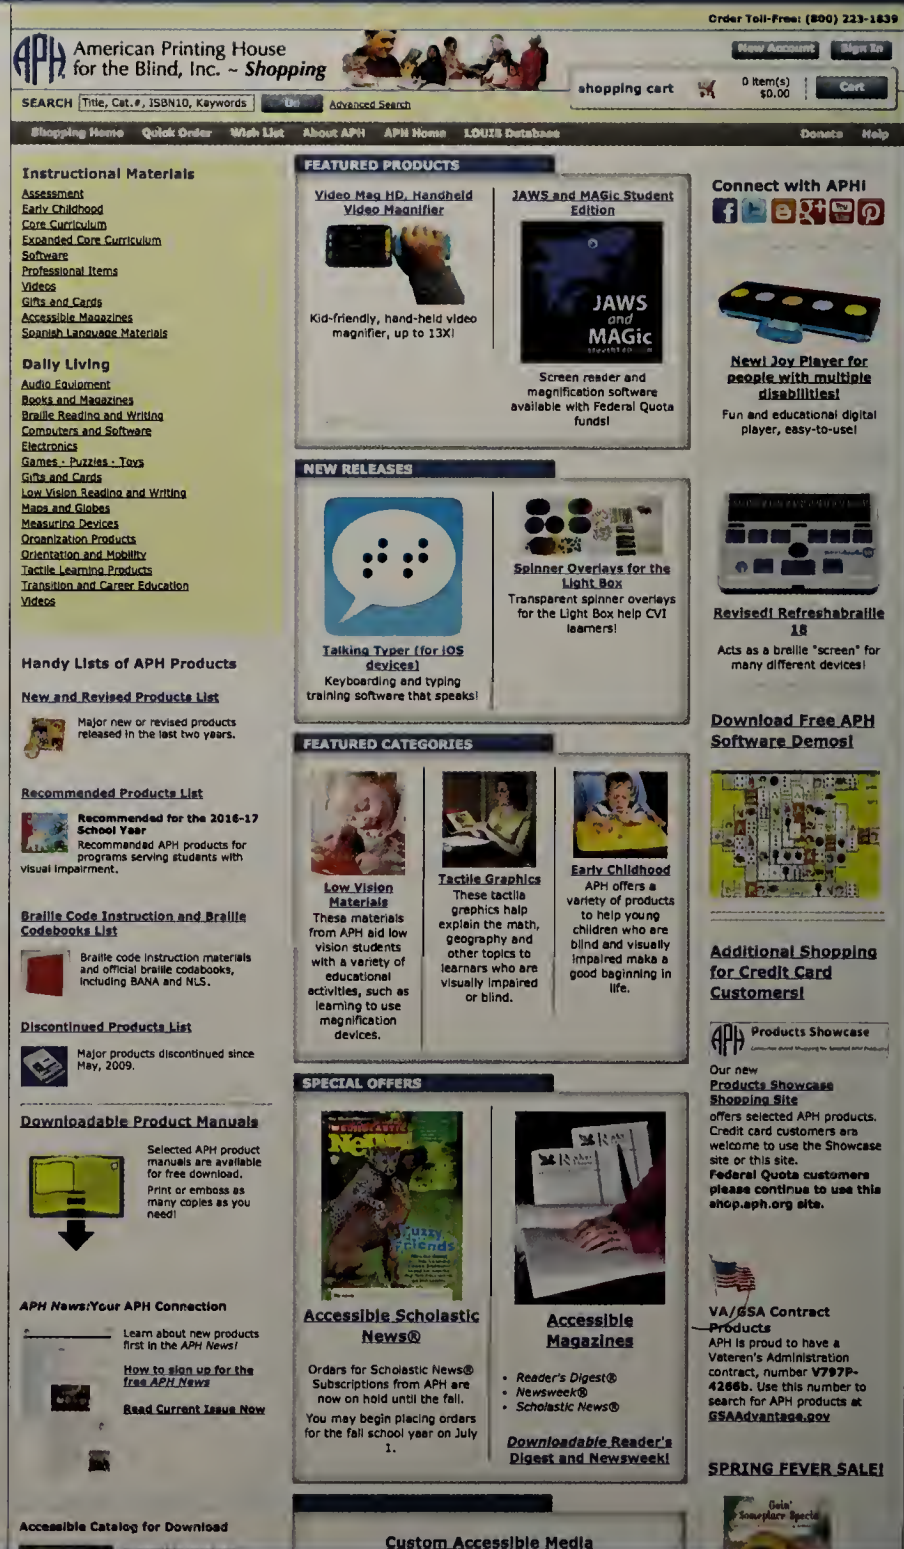 Order Toll-Free: (800) 223-1839
APH
American Printing House
for the Blind, Inc. ~ Shopping
New Account
Sign In
shopping cart
0 Item(s)
$0.00
Cart
SEARCH
Title, Cat.#, ISBN10, Keywords
Go
Advanced Search
Shopping Home
Quick Order
Wish List
About APH
APH Home
LOUIS Database
Donate
Help
Instructional Materials
Assessment
Early Childhood
Core Curriculum
Expanded Core Curriculum
Software
Professional Items
Videos
Gifts and Cards
Accessible Magazines
Spanish Language Materials
Daily Living
Audio Equipment
Books and Magazines
Braille Reading and Writing
Computers and Software
Electronics
Games - Puzzles - Toys
Gifts and Cards
Low Vision Reading and Writing
Maps and Globes
Measuring Devices
Organization Products
Orientation and Mobility
Tactile Learning Products
Transition and Career Education
Videos
Handy Lists of APH Products
New and Revised Products List
Major new or revised products
released in the last two years.
Recommended Products List
Recommended for the 2016-17
School Year
Recommended APH products for
programs serving students with
visual impairment.
Braille Code Instruction and Braille
Codebooks List
Braille code instruction materials
and official braille codebooks,
including BANA and NLS.
Discontinued Products List
Major products discontinued since
May, 2009.
Downloadable Product Manuals
Selected APH product
manuals are available
for free download.
Print or emboss as
many copies as you
need!
APH News:Your APH Connection
Learn about new products
first in the APH News!
How to sign up for the
free APH News
Read Current Issue Now
Accessible Catalog for Download
FEATURED PRODUCTS
Video Mag HD, Handheld
Video Magnifier
Kid-friendly, hand-held video
magnifier, up to 13X!
JAWS and MAGic Student
Edition
JAWS
and
MAGic
Screen reader and
magnification software
available with Federal Quota
funds!
NEW RELEASES
Talking Typer (for iOS
devices)
Keyboarding and typing
training software that speaks!
Spinner Overlays for the
Light Box
Transparent spinner overlays
for the Light Box help CVI
learners!
FEATURED CATEGORIES
Low Vision
Materials
These materials
from APH aid low
vision students
with a variety of
educational
activities, such as
learning to use
magnification
devices.
Tactile Graphics
These tactile
graphics help
explain the math,
geography and
other topics to
learners who are
visually impaired
or blind.
Early Childhood
APH offers a
variety of products
to help young
children who are
blind and visually
impaired make a
good beginning in
life.
SPECIAL OFFERS
SCHOLASTIC
News
Fuzzy
Friends
Accessible Scholastic
News®
Orders for Scholastic News®
Subscriptions from APH are
now on hold until the fall.
You may begin placing orders
for the fall school year on July
1.
Accessible
Magazines
• Reader's Digest®
• Newsweek®
• Scholastic News®
Downloadable Reader's
Digest and Newsweek!
Custom Accessible Media
Connect with APH!
New! Joy Player for
people with multiple
disabilities!
Fun and educational digital
player, easy-to-use!
Revised! Refreshabraille
18
Acts as a braille "screen" for
many different devices!
Download Free APH
Software Demos!
Additional Shopping
for Credit Card
Customers!
APH Products Showcase
Our new
Products Showcase
Shopping Site
offers selected APH products.
Credit card customers are
welcome to use the Showcase
site or this site.
Federal Quota customers
please continue to use this
shop.aph.org site.
VA/GSA Contract
Products
APH is proud to have a
Veteran's Administration
contract, number V797P-
4266b. Use this number to
search for APH products at
GSAAdvantage.gov
SPRING FEVER SALE!
Goin'
Someplace Special